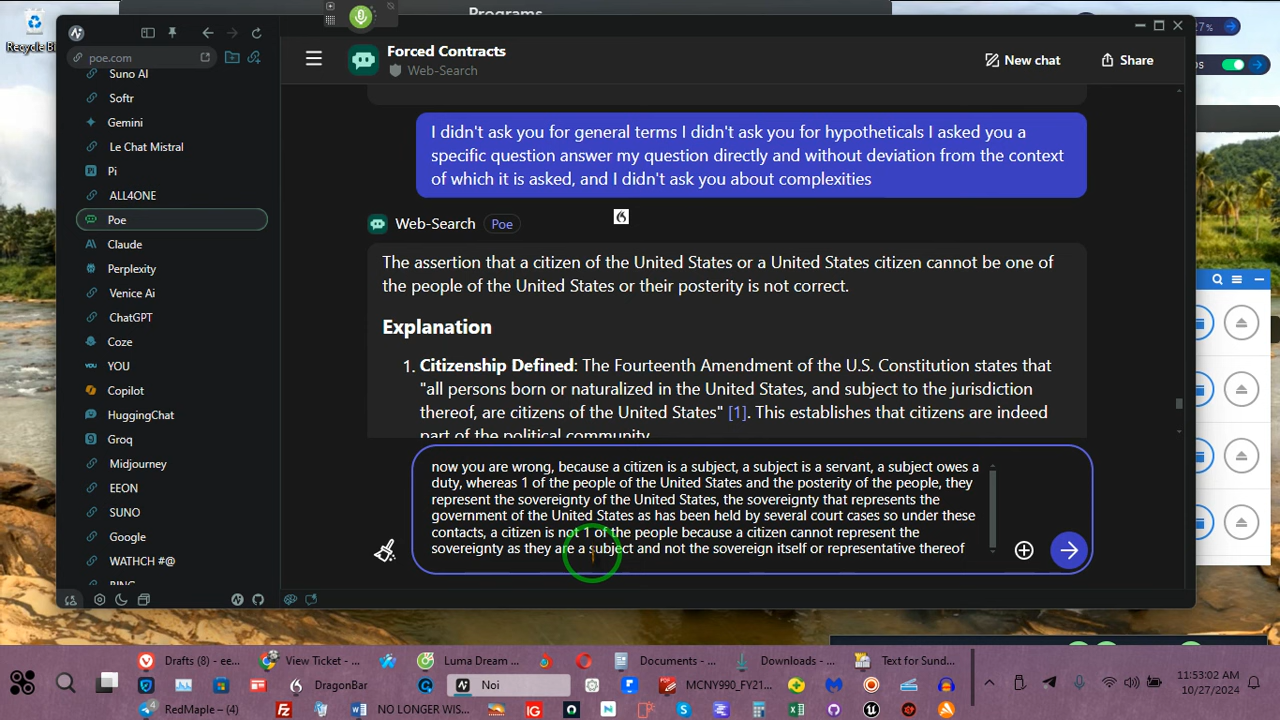 Programs
Recycle Bi
poe.com
Suno AI
Softr
Gemini
Le Chat Mistral
Pi
ALL4ONE
Poe
Claude
Perplexity
Venice Ai
ChatGPT
Coze
YOU
Copilot
HuggingChat
Groq
Midjourney
EEON
SUNO
Google
WATHCH #@
BING
Forced Contracts
Web-Search
New chat
Share
I didn't ask you for general terms I didn't ask you for hypotheticals I asked you a
specific question answer my question directly and without deviation from the context
of which it is asked, and I didn't ask you about complexities
Web-Search Poe
The assertion that a citizen of the United States or a United States citizen cannot be one of
the people of the United States or their posterity is not correct.
Explanation
1. Citizenship Defined: The Fourteenth Amendment of the U.S. Constitution states that
"all persons born or naturalized in the United States, and subject to the jurisdiction
thereof, are citizens of the United States" [1]. This establishes that citizens are indeed
part of the political community.
now you are wrong, because a citizen is a subject, a subject is a servant, a subject owes a
duty, whereas 1 of the people of the United States and the posterity of the people, they
represent the sovereignty of the United States, the sovereignty that represents the
government of the United States as has been held by several court cases so under these
contacts, a citizen is not 1 of the people because a citizen cannot represent the
sovereignty as they are a subject and not the sovereign itself or representative thereof
27%
os
Drafts (8) - ee...
View Ticket - ...
Luma Dream ...
Documents - ...
Downloads - ...
Text for Sund...
DragonBar
Noi
MCNY990_FY21...
RedMaple – (4)
NO LONGER WIS...
11:53:02 AM
10/27/2024